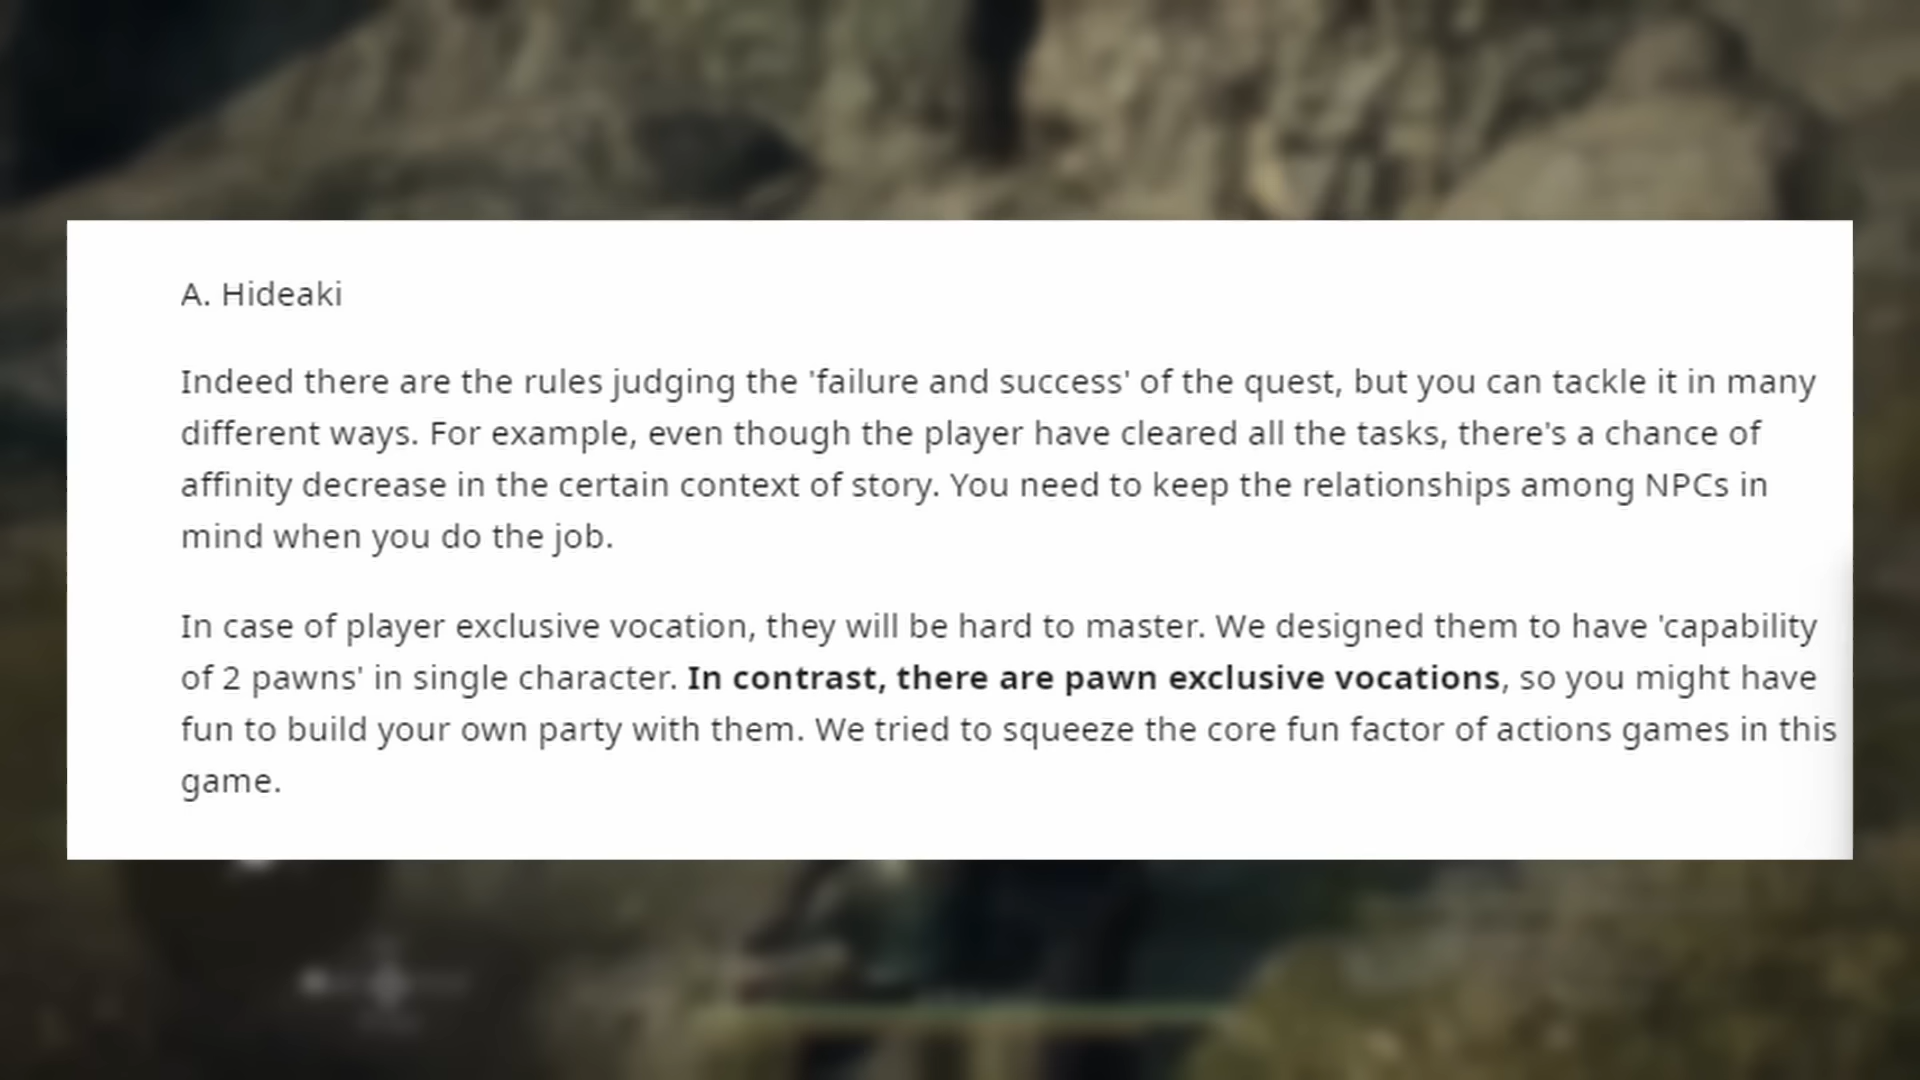 A. Hideaki
Indeed there are the rules judging the 'failure and success' of the quest, but you can tackle it in many
different ways. For example, even though the player have cleared all the tasks, there's a chance of
affinity decrease in the certain context of story. You need to keep the relationships among NPCs in
mind when you do the job.
In case of player exclusive vocation, they will be hard to master. We designed them to have 'capability
of 2 pawns' in single character. In contrast, there are pawn exclusive vocations, so you might have
fun to build your own party with them. We tried to squeeze the core fun factor of actions games in this
game.